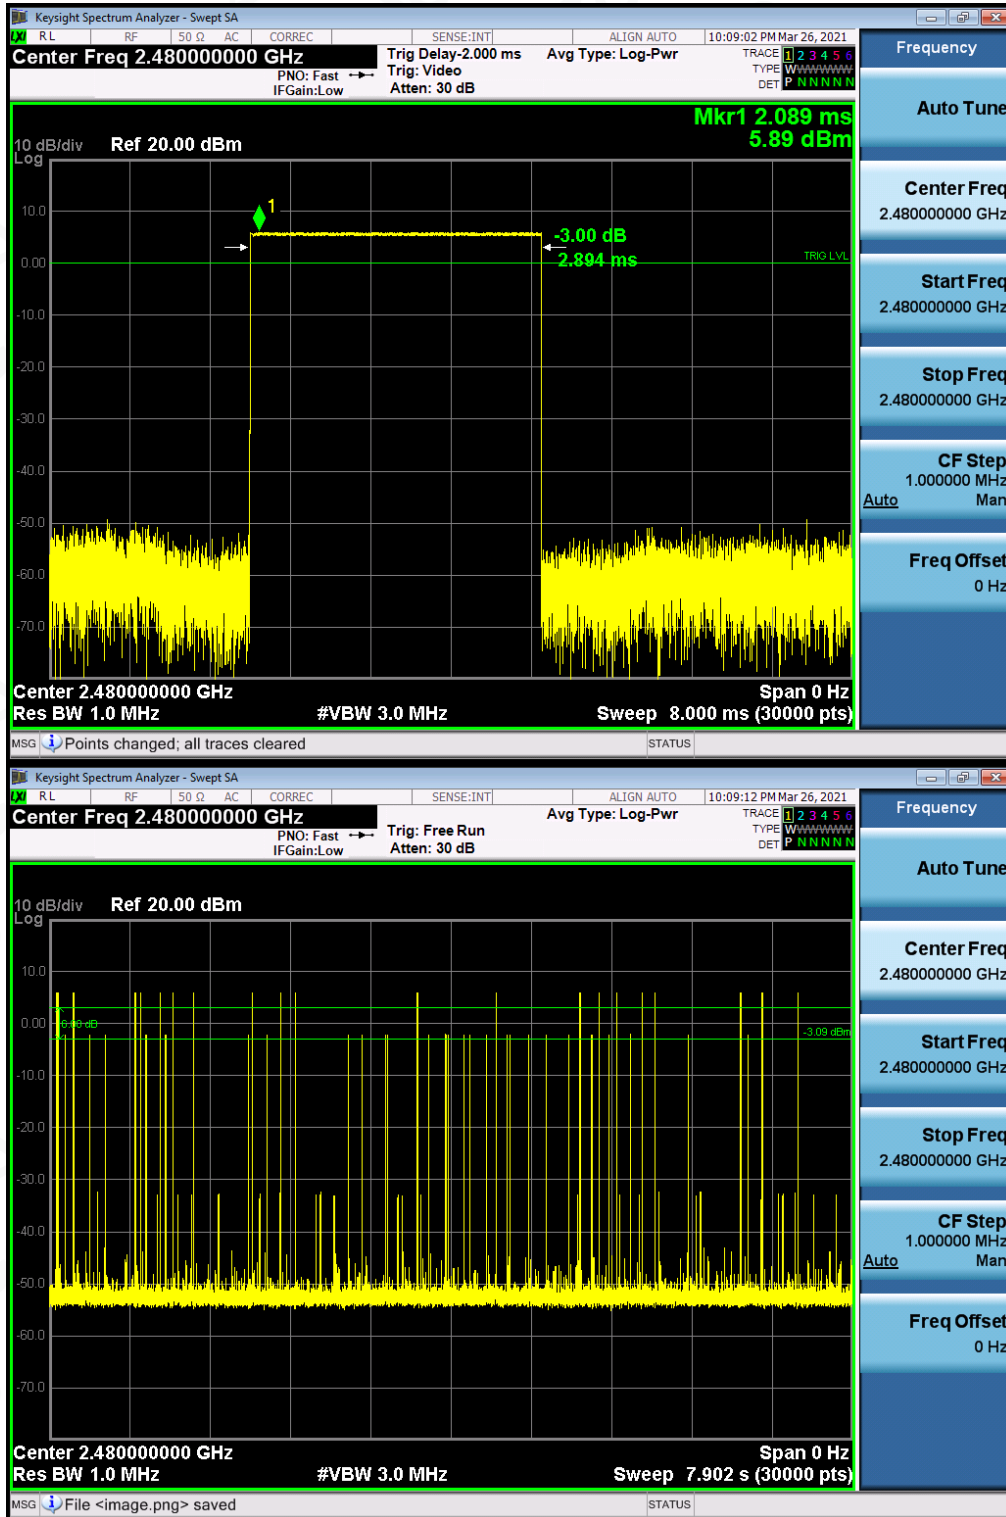 Keysight Spectrum Analyzer - Swept SA
LXI RL RF 50 Ω AC CORREC SENSE:INT ALIGN AUTO 10:09:02 PM Mar 26, 2021
Center Freq 2.480000000 GHz
PNO: Fast
IFGain:Low
Trig Delay-2.000 ms
Trig: Video
Atten: 30 dB
Avg Type: Log-Pwr
TRACE 1 2 3 4 5 6
TYPE WWWWWW
DET P N N N N N
Mkr1 2.089 ms
5.89 dBm
10 dB/div Ref 20.00 dBm
Log
10.0
1
-3.00 dB
2.894 ms
0.00
TRIG LVL
-10.0
-20.0
-30.0
-40.0
-50.0
-60.0
-70.0
Center 2.480000000 GHz Span 0 Hz
Res BW 1.0 MHz #VBW 3.0 MHz Sweep 8.000 ms (30000 pts)
MSG Points changed; all traces cleared STATUS
Frequency
Auto Tune
Center Freq
2.480000000 GHz
Start Freq
2.480000000 GHz
Stop Freq
2.480000000 GHz
CF Step
1.000000 MHz
Auto Man
Freq Offset
0 Hz
Keysight Spectrum Analyzer - Swept SA
LXI RL RF 50 Ω AC CORREC SENSE:INT ALIGN AUTO 10:09:12 PM Mar 26, 2021
Center Freq 2.480000000 GHz
PNO: Fast
IFGain:Low
Trig: Free Run
Atten: 30 dB
Avg Type: Log-Pwr
TRACE 1 2 3 4 5 6
TYPE WWWWWW
DET P N N N N N
10 dB/div Ref 20.00 dBm
Log
10.0
0.00
6.00 dB
-3.09 dBm
-10.0
-20.0
-30.0
-40.0
-50.0
-60.0
-70.0
Center 2.480000000 GHz Span 0 Hz
Res BW 1.0 MHz #VBW 3.0 MHz Sweep 7.902 s (30000 pts)
MSG File <image.png> saved STATUS
Frequency
Auto Tune
Center Freq
2.480000000 GHz
Start Freq
2.480000000 GHz
Stop Freq
2.480000000 GHz
CF Step
1.000000 MHz
Auto Man
Freq Offset
0 Hz